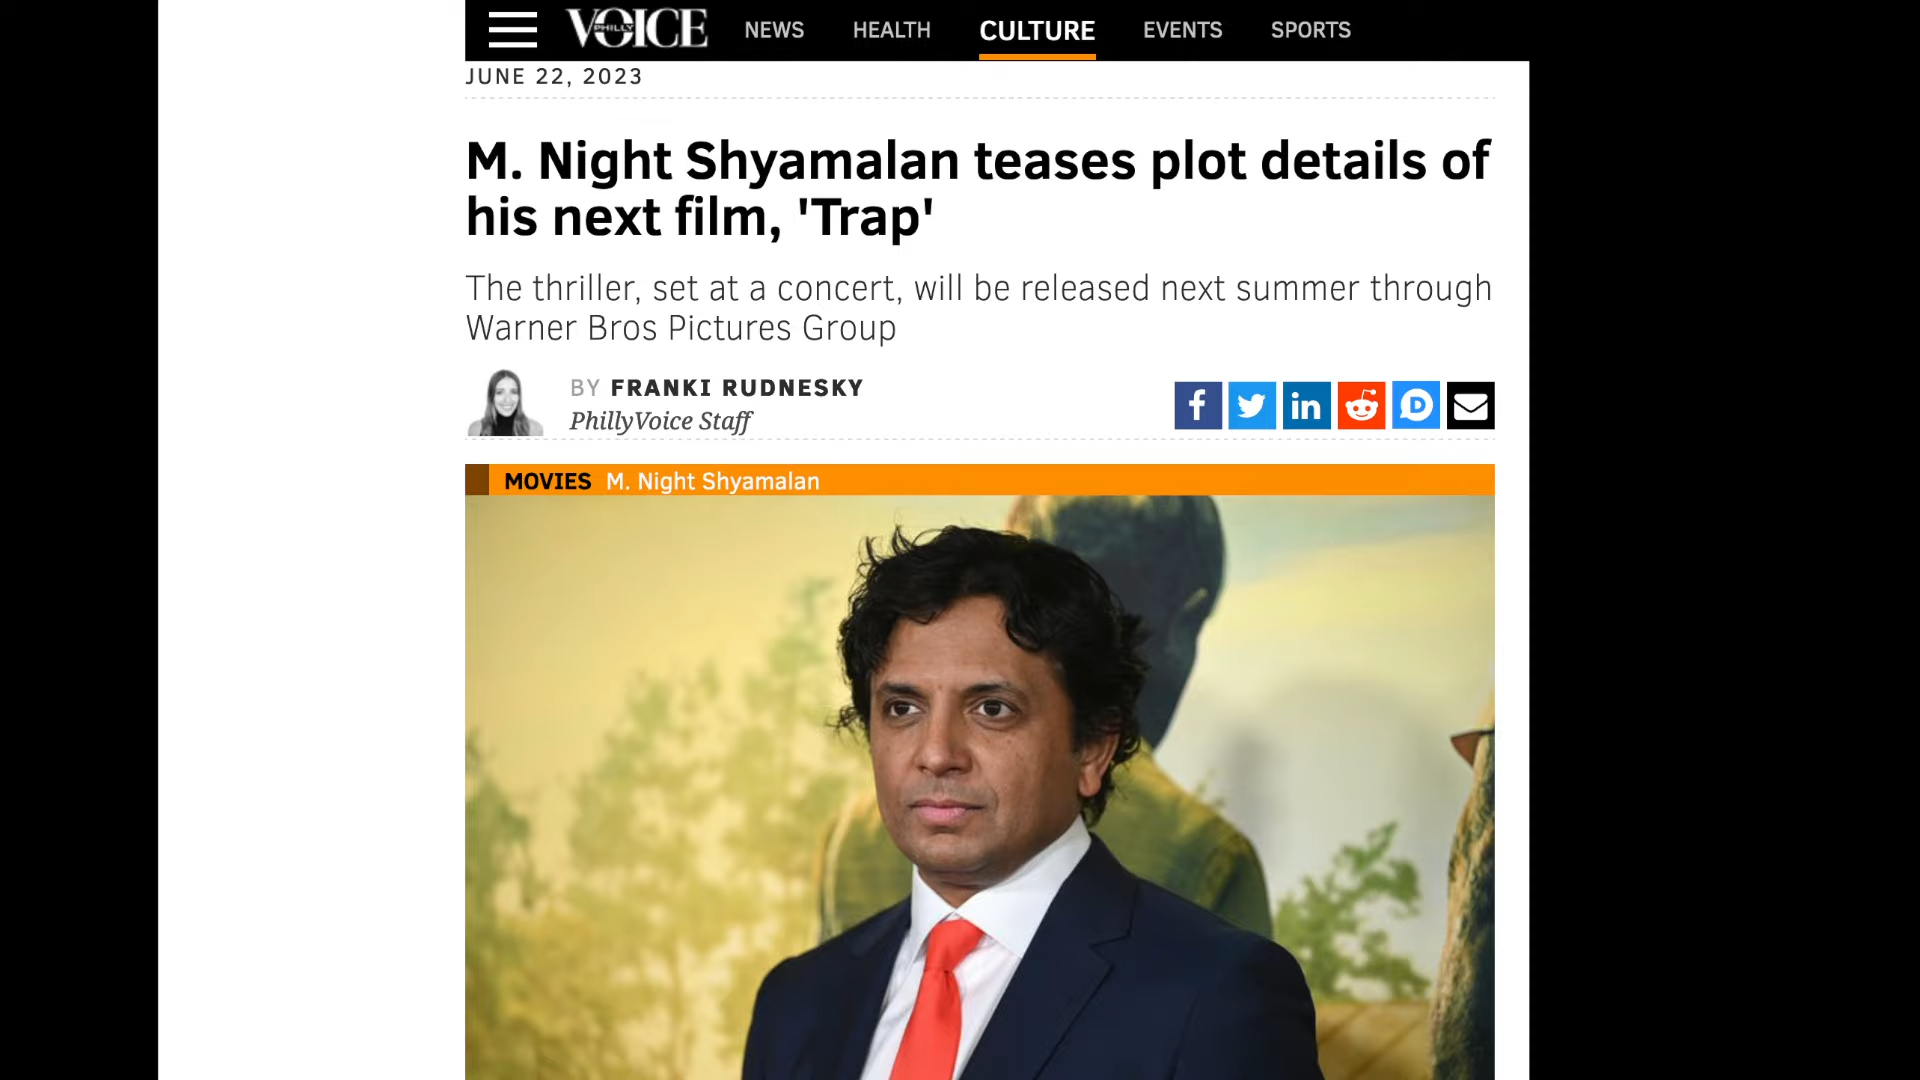 PHILLY VOICE NEWS HEALTH CULTURE EVENTS SPORTS
JUNE 22, 2023
M. Night Shyamalan teases plot details of
his next film, 'Trap'
The thriller, set at a concert, will be released next summer through
Warner Bros Pictures Group
BY FRANKI RUDNESKY
PhillyVoice Staff
MOVIES M. Night Shyamalan